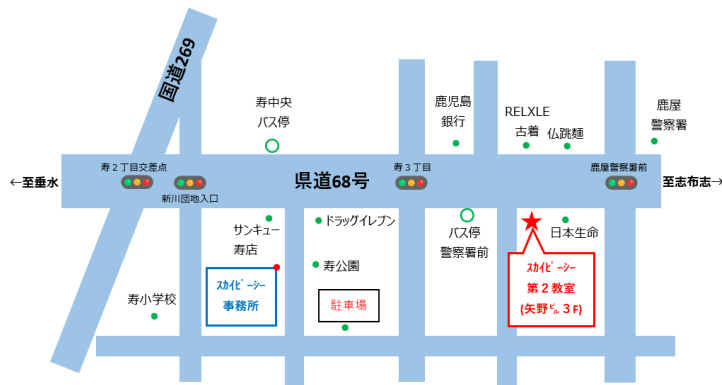 国道269
寿中央
バス停
鹿児島
銀行
RELXLE
古着
仏跳麺
鹿屋
警察署
寿２丁目交差点
寿３丁目
鹿屋警察署前
←至垂水
県道68号
至志布志→
新川団地入口
サンキュー
寿店
ドラッグイレブン
バス停
警察署前
日本生命
寿公園
ｽｶｲﾋﾟｰｼｰ
事務所
ｽｶｲﾋﾟｰｼｰ
第２教室
(矢野ﾋﾞﾙ３F)
寿小学校
駐車場